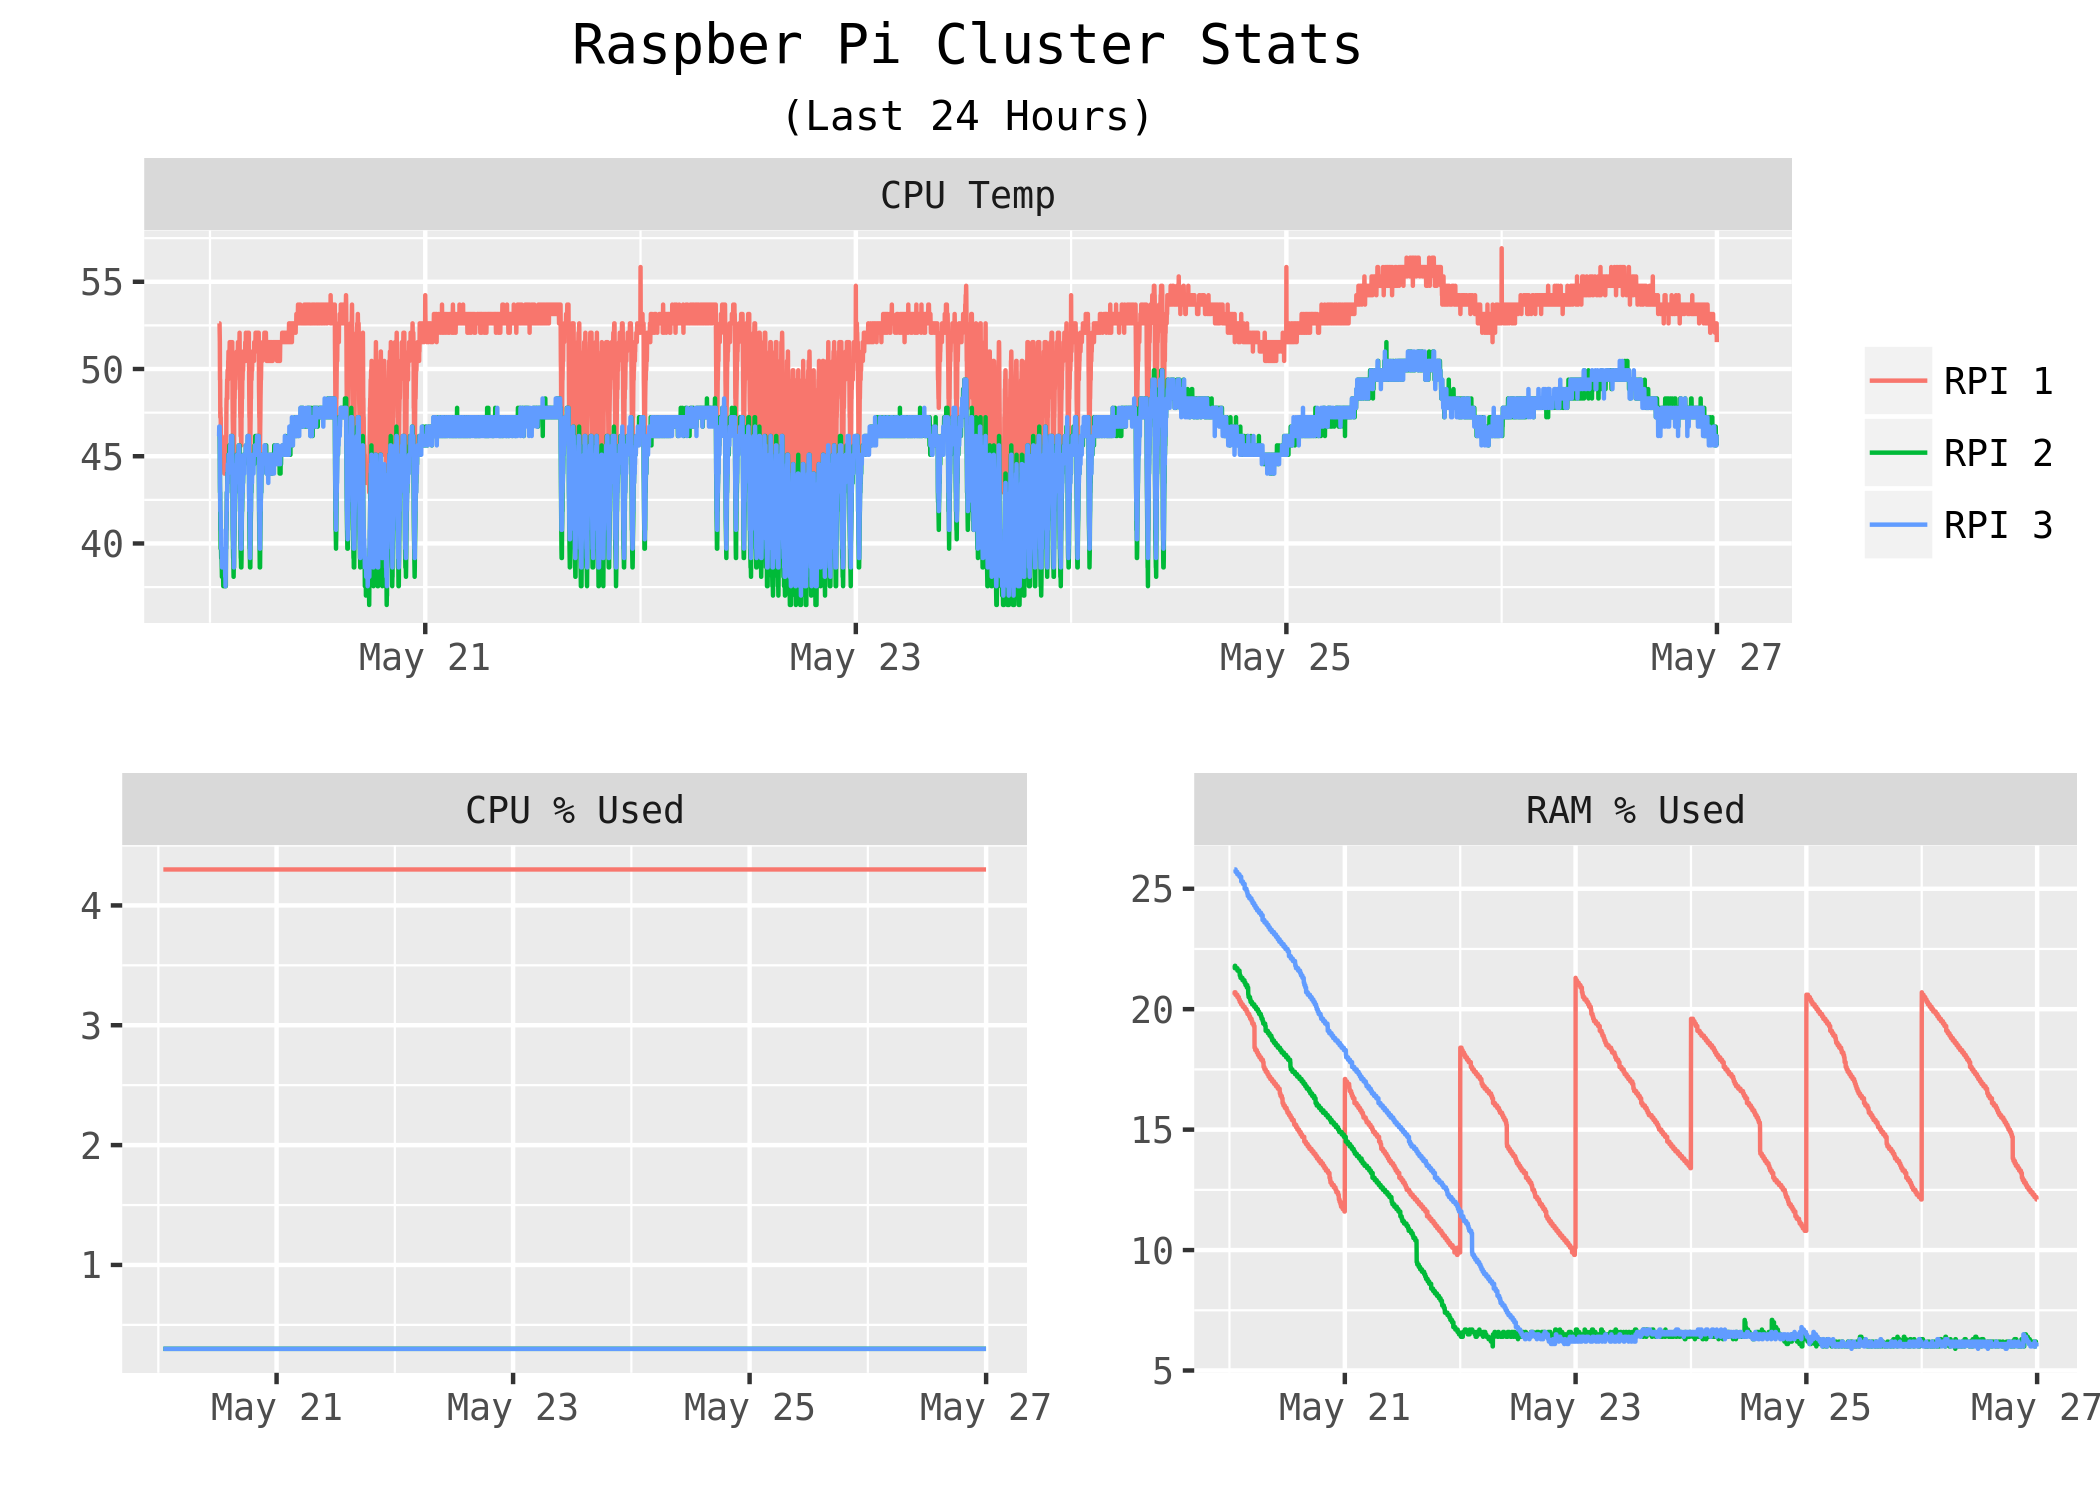 Raspber Pi Cluster Stats
(Last 24 Hours)
CPU Temp
55
50
45
40
May 21 May 23 May 25 May 27
RPI 1
RPI 2
RPI 3
CPU % Used
4
3
2
1
May 21 May 23 May 25 May 27
RAM % Used
25
20
15
10
5
May 21 May 23 May 25 May 27